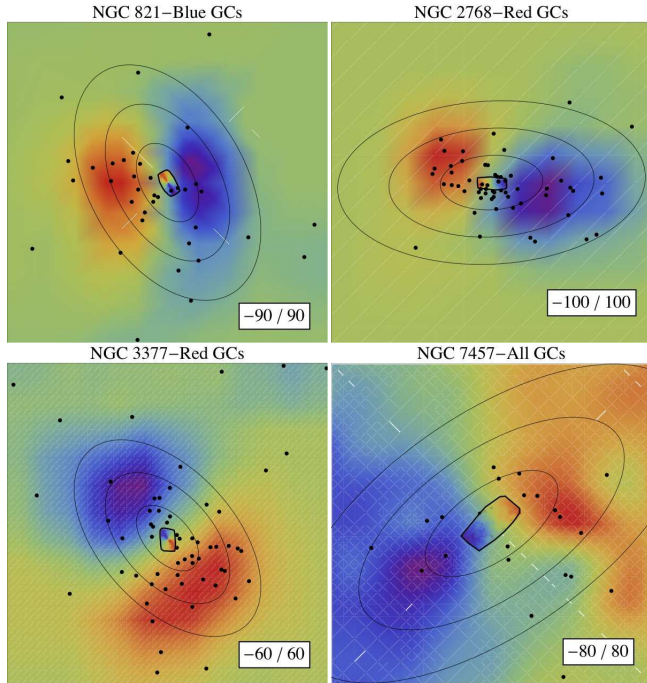 NGC 821−Blue GCs
NGC 2768−Red GCs
−90 / 90
−100 / 100
NGC 3377−Red GCs
NGC 7457−All GCs
−60 / 60
−80 / 80